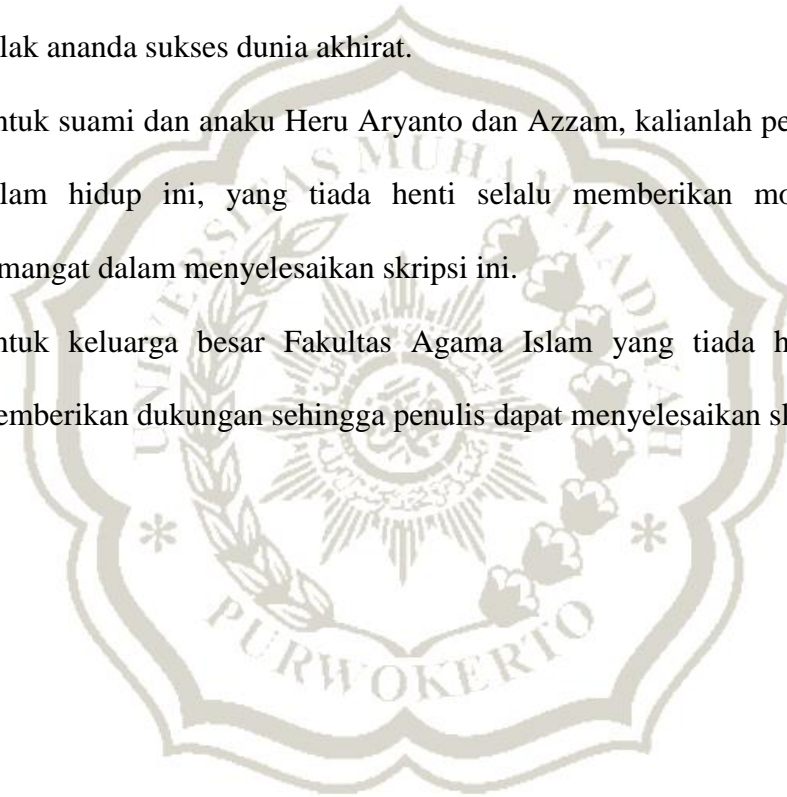 lak ananda sukses dunia akhirat.
ntuk suami dan anaku Heru Aryanto dan Azzam, kalianlah pe
lam hidup ini, yang tiada henti selalu memberikan mo
mangat dalam menyelesaikan skripsi ini.
ntuk keluarga besar Fakultas Agama Islam yang tiada h
emberikan dukungan sehingga penulis dapat menyelesaikan sk
UNIVERSITAS MUHAMMADIYAH
PURWOKERTO